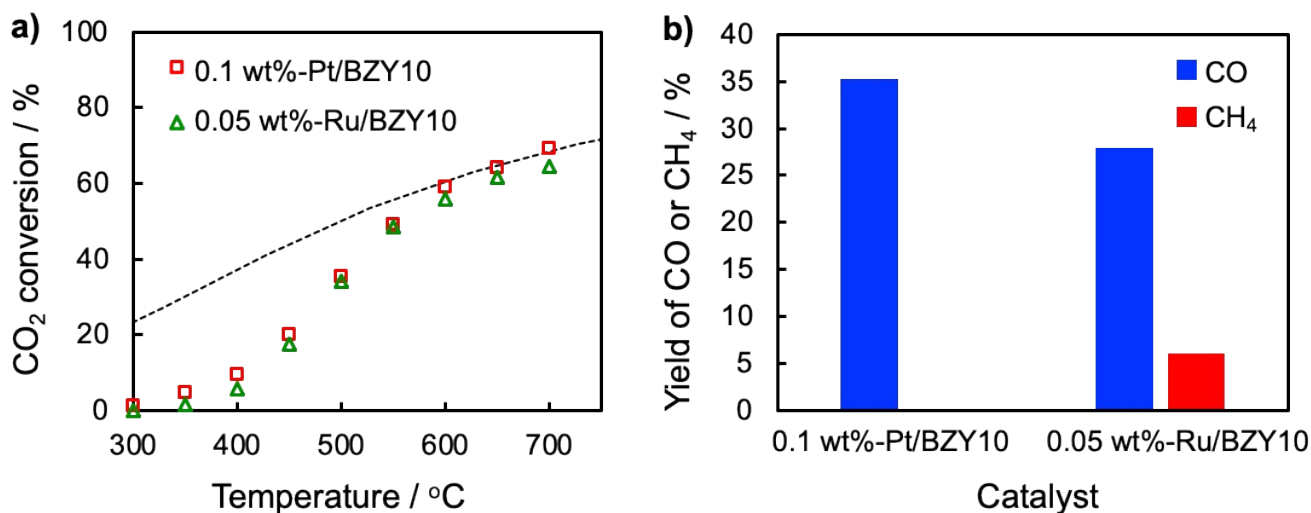 a)
CO₂ conversion / %
100
80
60
40
20
0
0.1 wt%-Pt/BZY10
0.05 wt%-Ru/BZY10
300 400 500 600 700
Temperature / °C
b)
Yield of CO or CH₄ / %
40
35
30
25
20
15
10
5
0
CO
CH₄
0.1 wt%-Pt/BZY10 0.05 wt%-Ru/BZY10
Catalyst